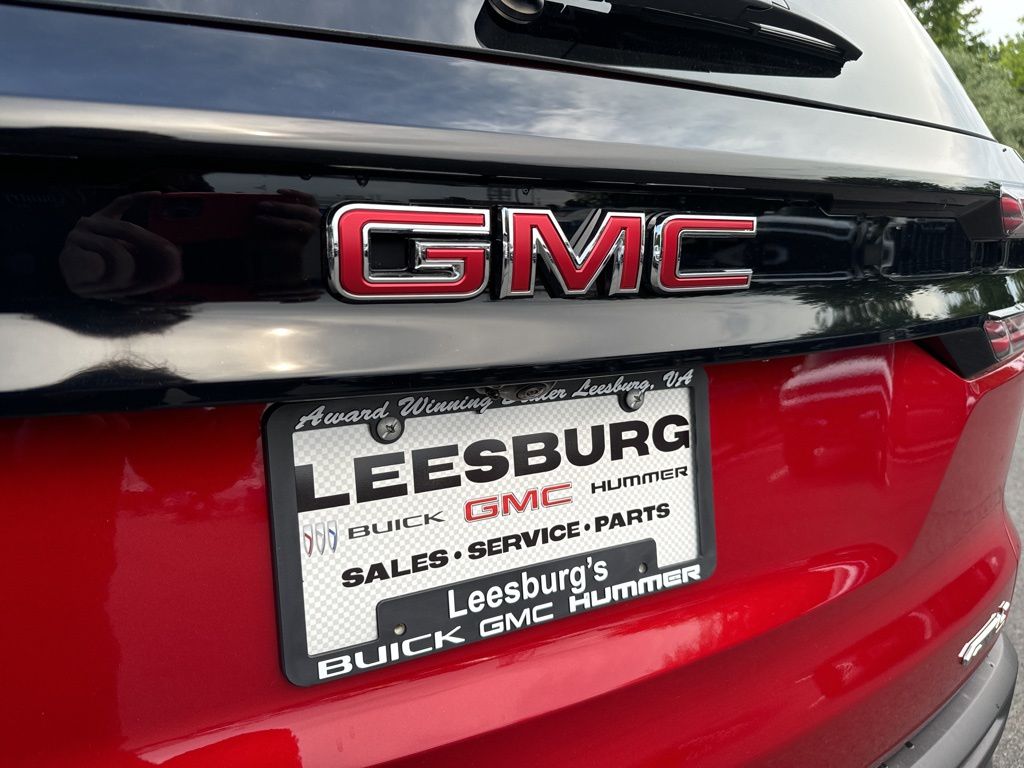 GMC
Award Winning Dealer Leesburg, VA
LEESBURG
BUICK GMC HUMMER
SALES • SERVICE • PARTS
Leesburg's
BUICK GMC HUMMER